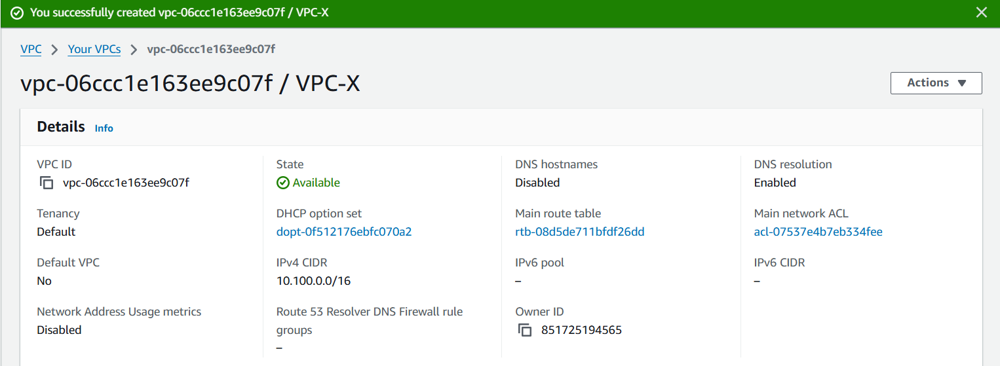 You successfully created vpc-06ccc1e163ee9c07f / VPC-X
VPC > Your VPCs > vpc-06ccc1e163ee9c07f
vpc-06ccc1e163ee9c07f / VPC-X
Actions
Details Info
VPC ID
vpc-06ccc1e163ee9c07f
State
Available
DNS hostnames
Disabled
DNS resolution
Enabled
Tenancy
Default
DHCP option set
dopt-0f512176ebfc070a2
Main route table
rtb-08d5de711bfdf26dd
Main network ACL
acl-07537e4b7eb334fee
Default VPC
No
IPv4 CIDR
10.100.0.0/16
IPv6 pool
–
IPv6 CIDR
–
Network Address Usage metrics
Disabled
Route 53 Resolver DNS Firewall rule
groups
–
Owner ID
851725194565